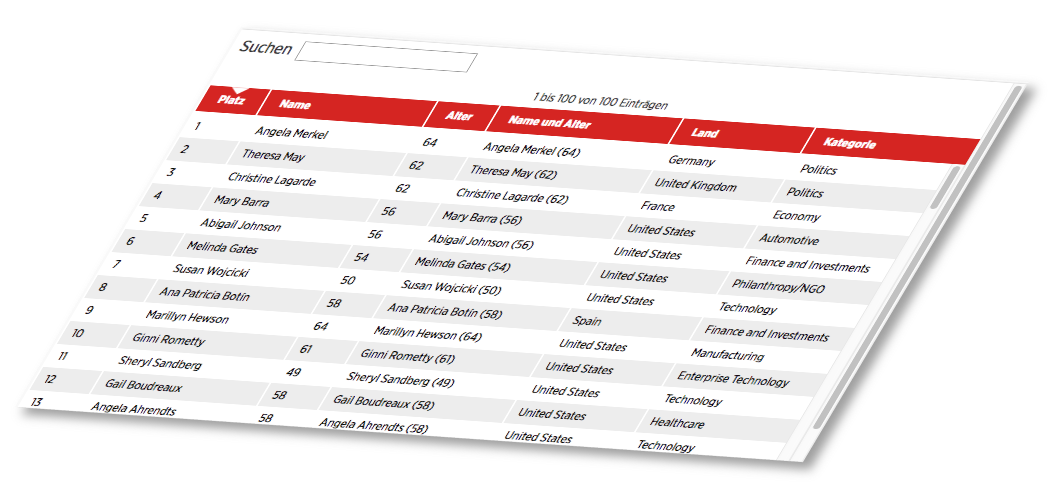 Suchen
1 bis 100 von 100 Einträgen
Platz Name Alter Name und Alter Land Kategorie
1 Angela Merkel 64 Angela Merkel (64) Germany Politics
2 Theresa May 62 Theresa May (62) United Kingdom Politics
3 Christine Lagarde 62 Christine Lagarde (62) France Economy
4 Mary Barra 56 Mary Barra (56) United States Automotive
5 Abigail Johnson 56 Abigail Johnson (56) United States Finance and Investments
6 Melinda Gates 54 Melinda Gates (54) United States Philanthropy/NGO
7 Susan Wojcicki 50 Susan Wojcicki (50) United States Technology
8 Ana Patricia Botín 58 Ana Patricia Botín (58) Spain Finance and Investments
9 Marillyn Hewson 64 Marillyn Hewson (64) United States Manufacturing
10 Ginni Rometty 61 Ginni Rometty (61) United States Enterprise Technology
11 Sheryl Sandberg 49 Sheryl Sandberg (49) United States Technology
12 Gail Boudreaux 58 Gail Boudreaux (58) United States Healthcare
13 Angela Ahrendts 58 Angela Ahrendts (58) United States Technology